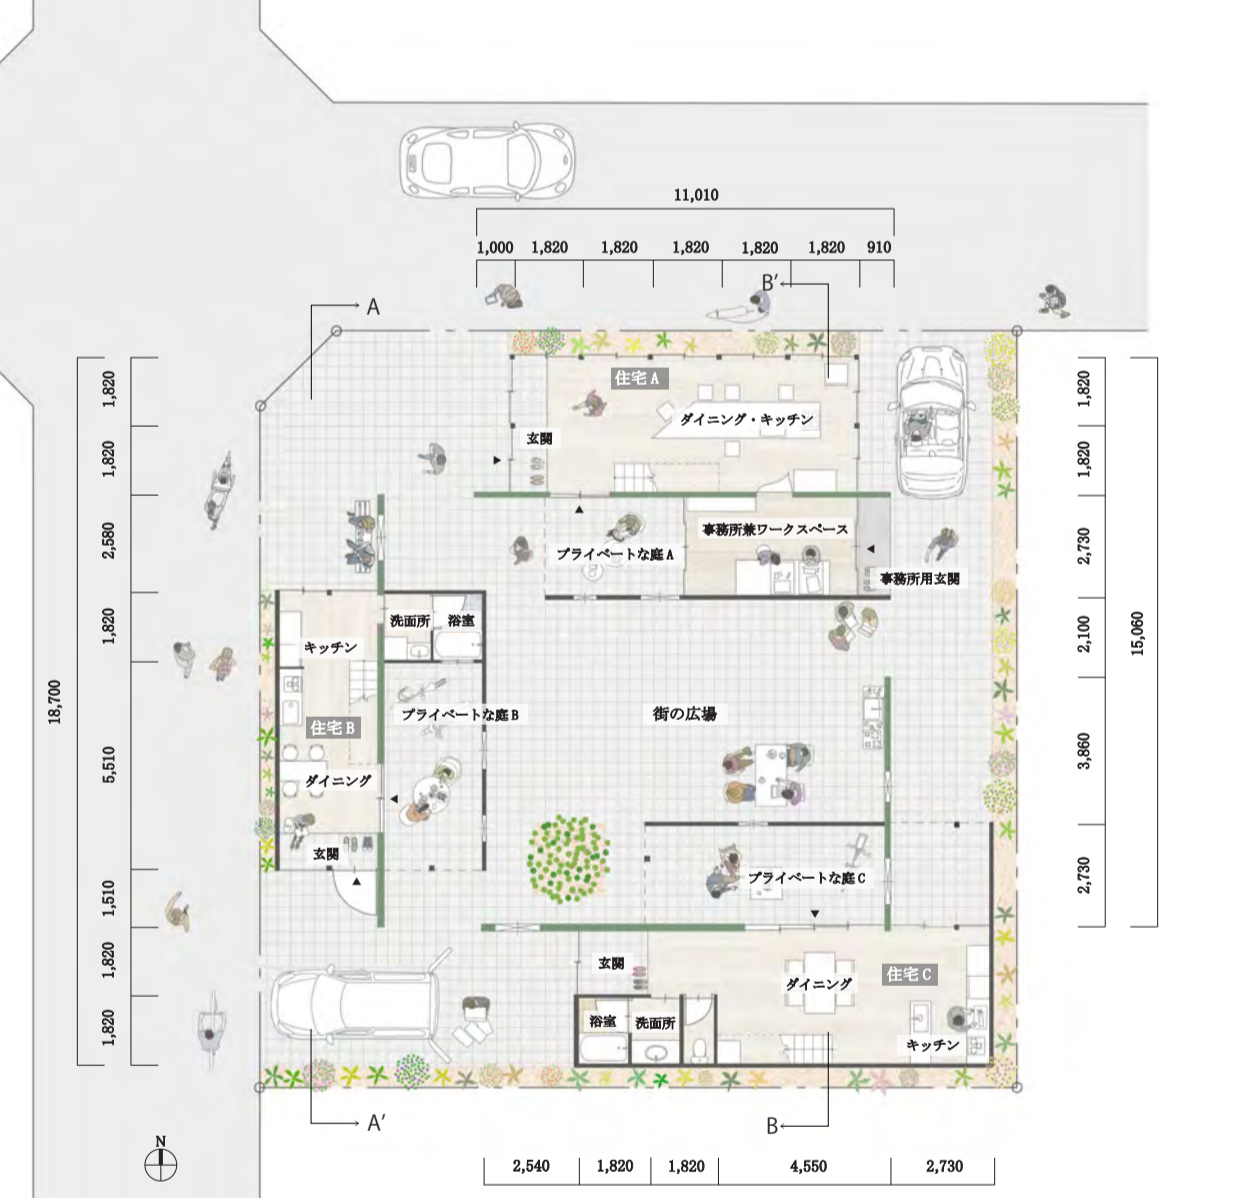 11,010
1,000 1,820 1,820 1,820 1,820 1,820 910
B′
A
住宅A
ダイニング・キッチン
玄関
プライベートな庭A
事務所兼ワークスペース
事務所用玄関
洗面所 浴室
キッチン
住宅B
プライベートな庭B
街の広場
ダイニング
玄関
プライベートな庭C
玄関
ダイニング
住宅C
浴室 洗面所
キッチン
A′
B
N
18,700
1,820
1,820
2,580
1,820
5,510
1,510
1,820
1,820
1,820
1,820
2,730
2,100
3,860
2,730
15,060
2,540 1,820 1,820 4,550 2,730